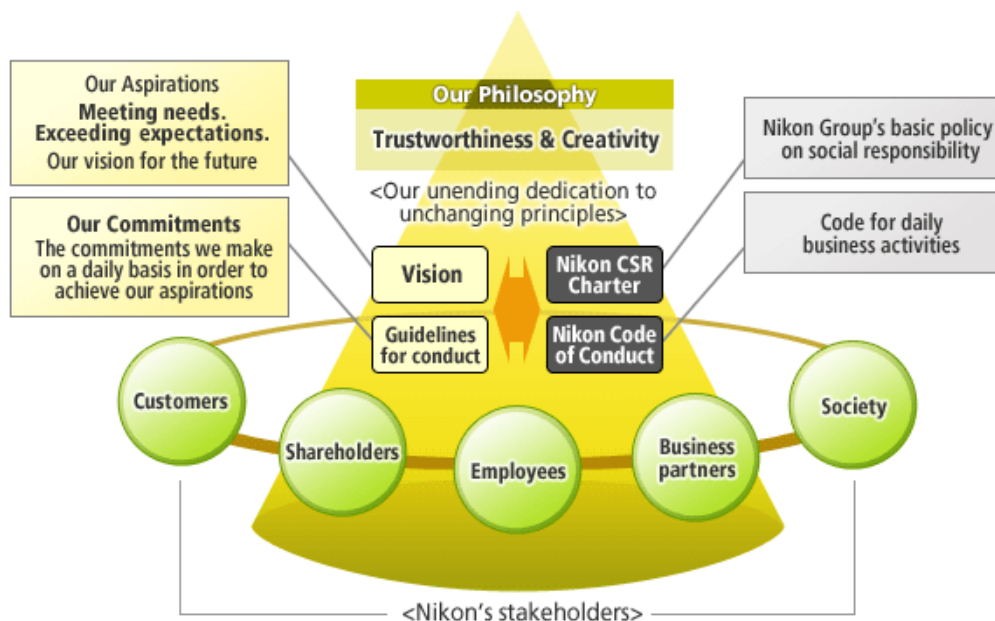 Our Aspirations
Meeting needs.
Exceeding expectations.
Our vision for the future
Our Commitments
The commitments we make
on a daily basis in order to
achieve our aspirations
Our Philosophy
Trustworthiness & Creativity
<Our unending dedication to
unchanging principles>
Vision
Guidelines
for conduct
Nikon CSR
Charter
Nikon Code
of Conduct
Nikon Group's basic policy
on social responsibility
Code for daily
business activities
Customers
Shareholders
Employees
Business
partners
Society
<Nikon's stakeholders>